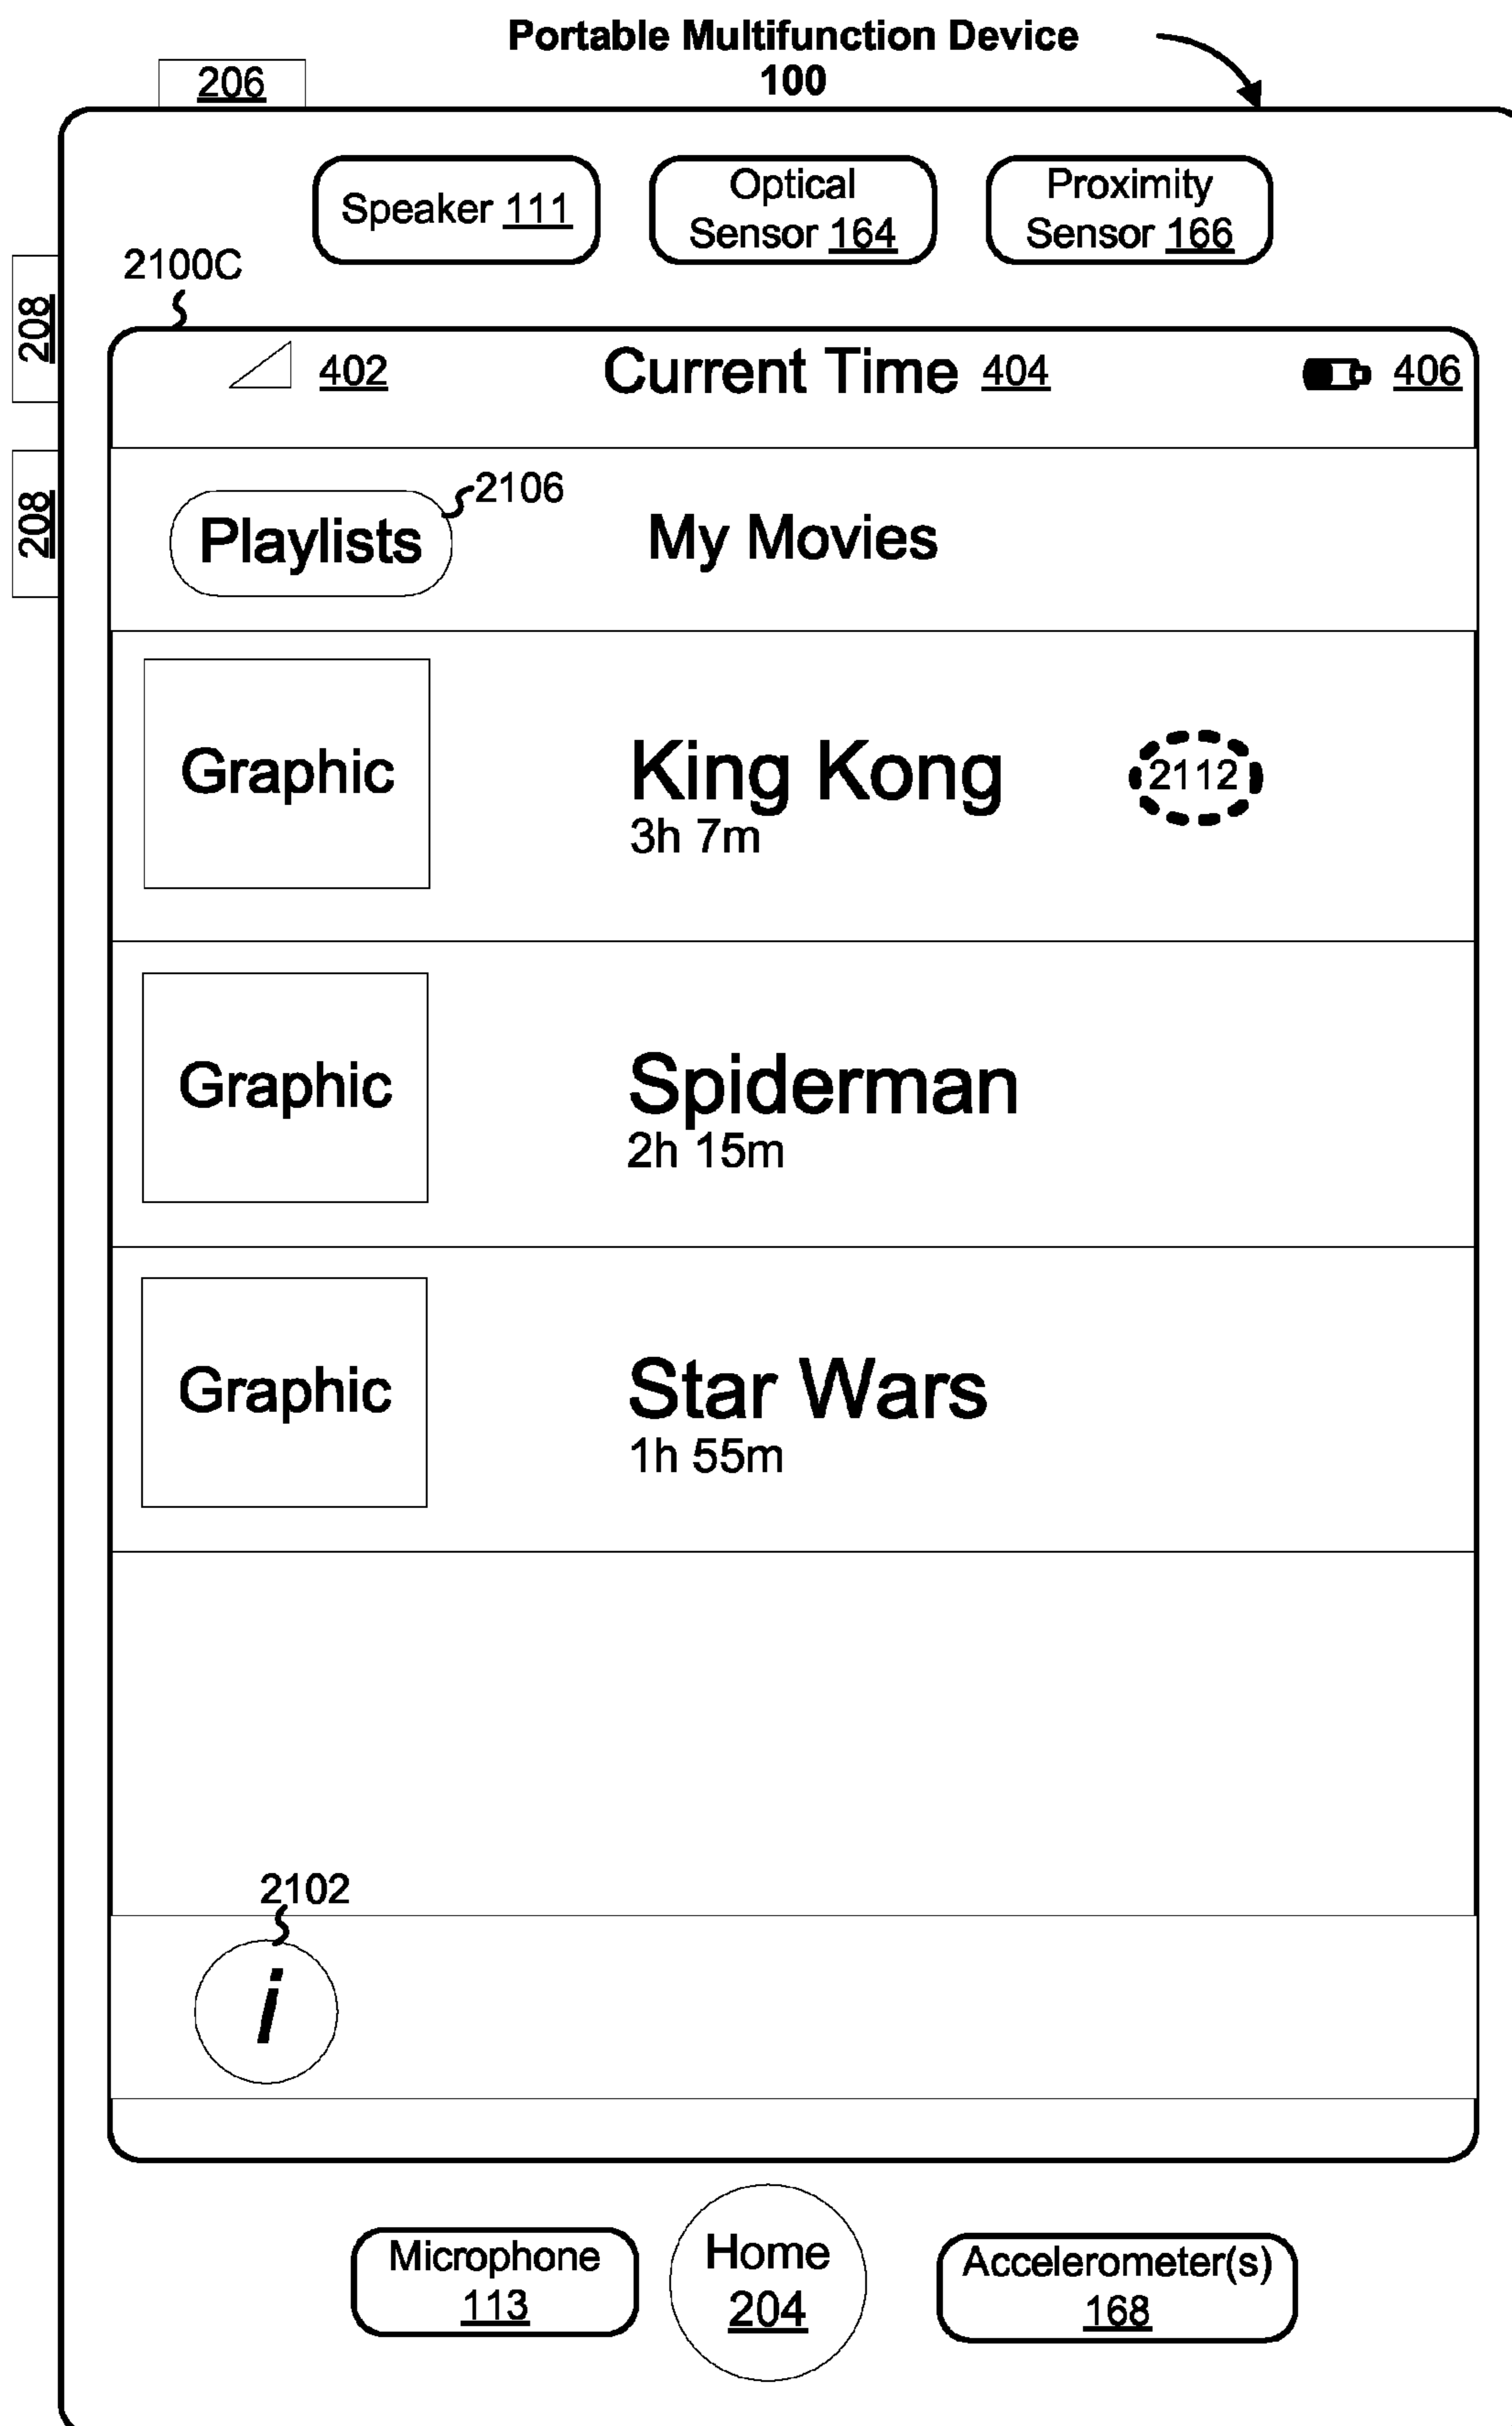 Portable Multifunction Device
100
206
Speaker 111
Optical
Sensor 164
Proximity
Sensor 166
2100C
208
402
Current Time 404
406
208
Playlists
2106
My Movies
Graphic
King Kong
3h 7m
2112
Graphic
Spiderman
2h 15m
Graphic
Star Wars
1h 55m
2102
i
Microphone
113
Home
204
Accelerometer(s)
168